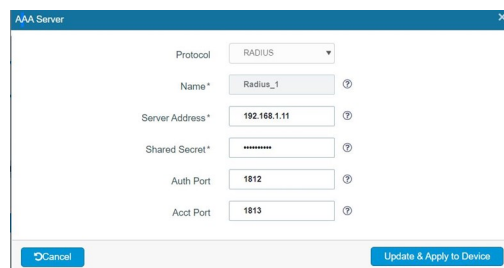 AAA Server
Protocol RADIUS
Name* Radius_1
Server Address* 192.168.1.11
Shared Secret* ••••••••••
Auth Port 1812
Acct Port 1813
Cancel Update & Apply to Device